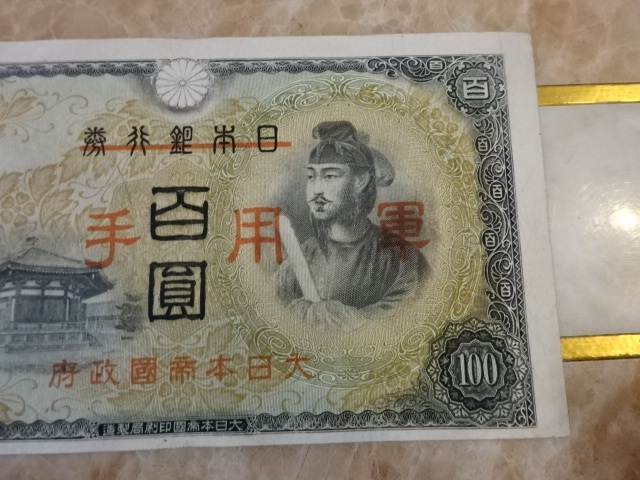 百
日本銀行券
百圓
軍用手
大日本帝國政府
100
大日本帝國印刷局製造